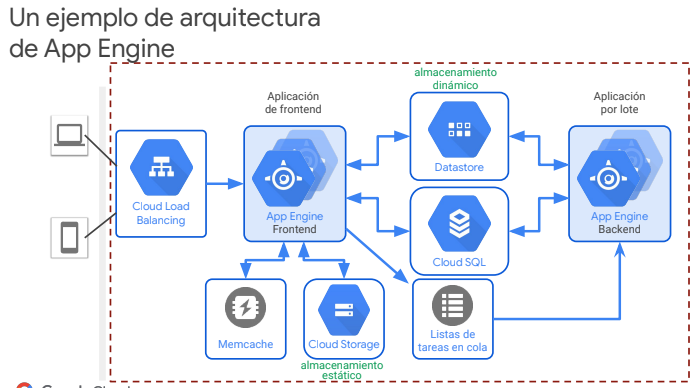 Un ejemplo de arquitectura
de App Engine
almacenamiento
dinámico
Aplicación
de frontend
Aplicación
por lote
Datastore
Cloud Load
Balancing
App Engine
Frontend
App Engine
Backend
Cloud SQL
Memcache
Cloud Storage
Listas de
tareas en cola
almacenamiento
estático